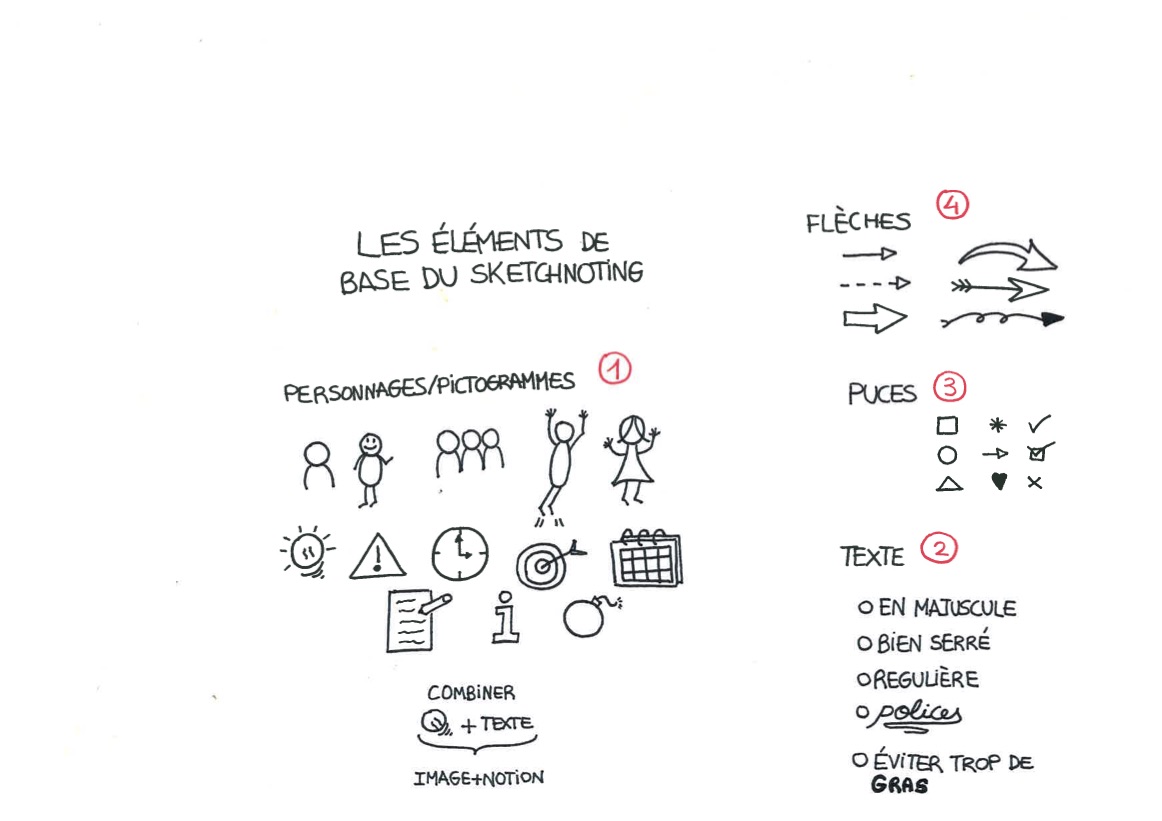 LES ÉLÉMENTS DE
BASE DU SKETCHNOTING
PERSONNAGES/PICTOGRAMMES 1
COMBINER
+ TEXTE
IMAGE+NOTION
FLÈCHES 4
PUCES 3
TEXTE 2
EN MAJUSCULE
BIEN SERRÉ
REGULIÈRE
polices
ÉVITER TROP DE
GRAS